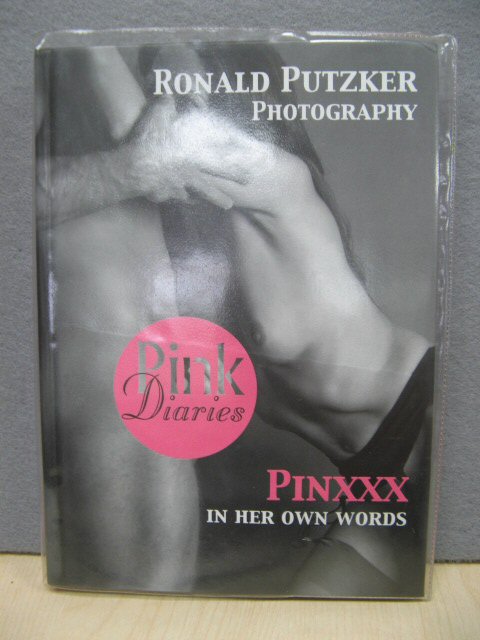 RONALD PUTZKER
PHOTOGRAPHY
Pink
Diaries
PINXXX
IN HER OWN WORDS